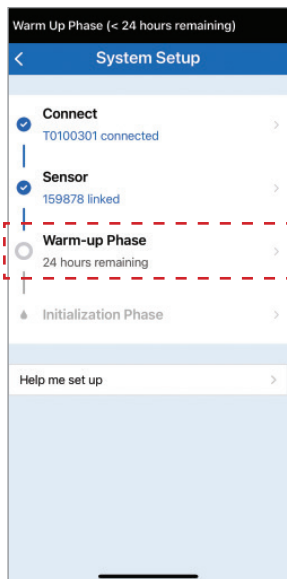 Warm Up Phase (< 24 hours remaining)
System Setup
Connect
T0100301 connected
Sensor
159878 linked
Warm-up Phase
24 hours remaining
Initialization Phase
Help me set up